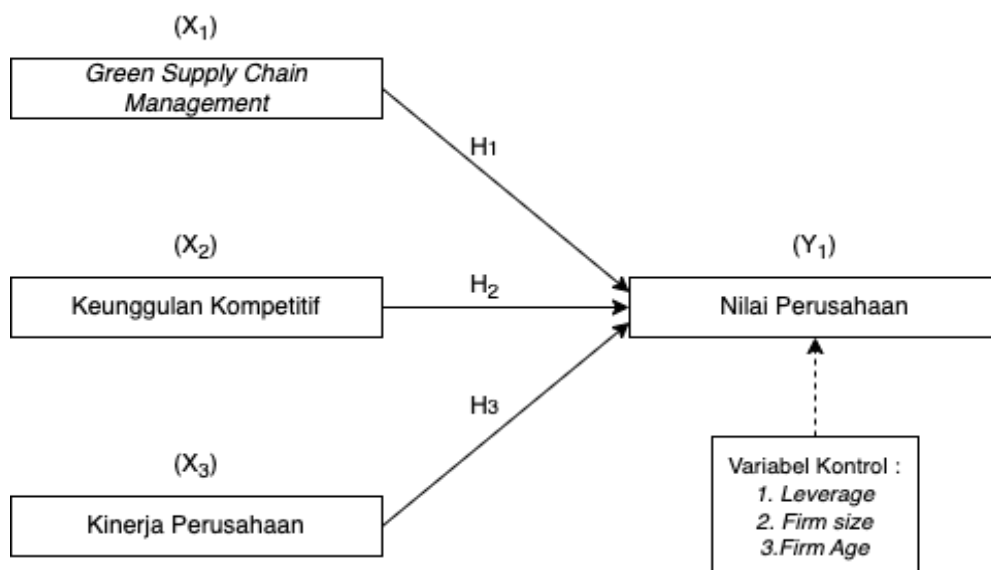 (X₁)
Green Supply Chain
Management
H1
(X₂)
Keunggulan Kompetitif
H₂
(Y₁)
Nilai Perusahaan
H3
(X₃)
Kinerja Perusahaan
Variabel Kontrol :
1. Leverage
2. Firm size
3.Firm Age